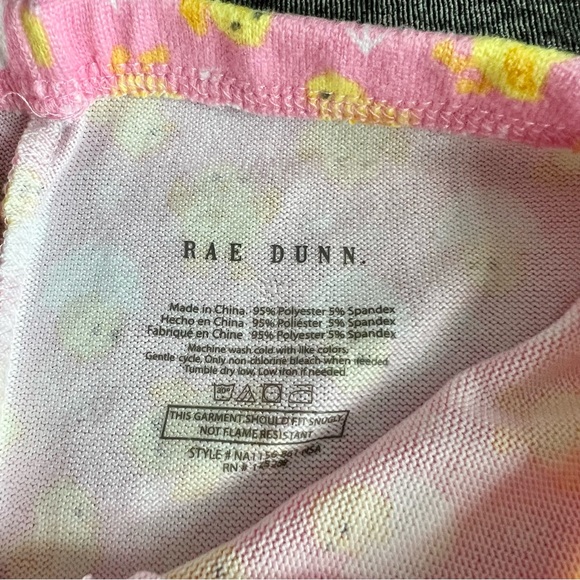 RAE DUNN.
Made in China 95% Polyester 5% Spandex
Hecho en China 95% Poliéster 5% Spandex
Fabriqué en Chine 95% Polyester 5% Spandex
Machine wash cold with like colors,
Gentle cycle, Only non-chlorine bleach when needed
Tumble dry low, Low iron if needed.
THIS GARMENT SHOULD FIT SNUGLY
NOT FLAME RESISTANT
STYLE # 
RN #